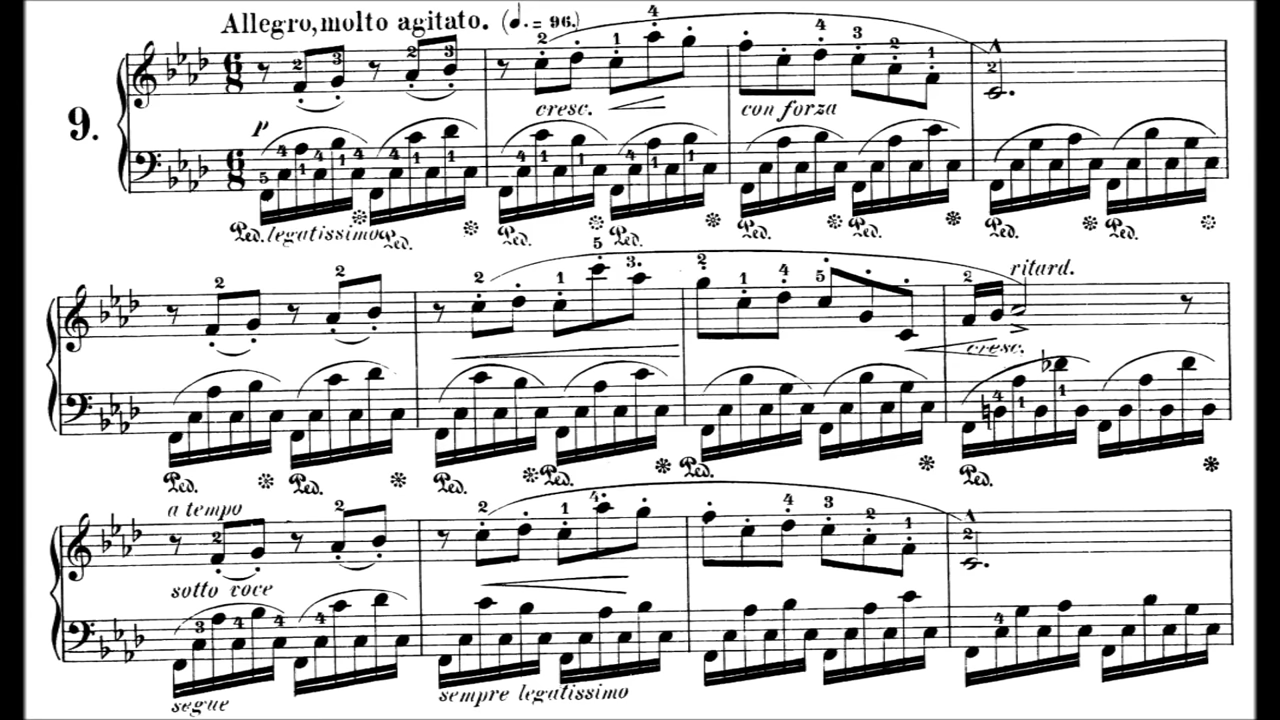 Allegro, molto agitato. (♩. = 96.)
9.
cresc. con forza
p
Ped. legatissimo Ped. Ped. Ped. Ped. Ped. Ped. Ped.
ritard.
cresc.
Ped. Ped. Ped. Ped. Ped. Ped.
a tempo
sotto voce
segue sempre legatissimo